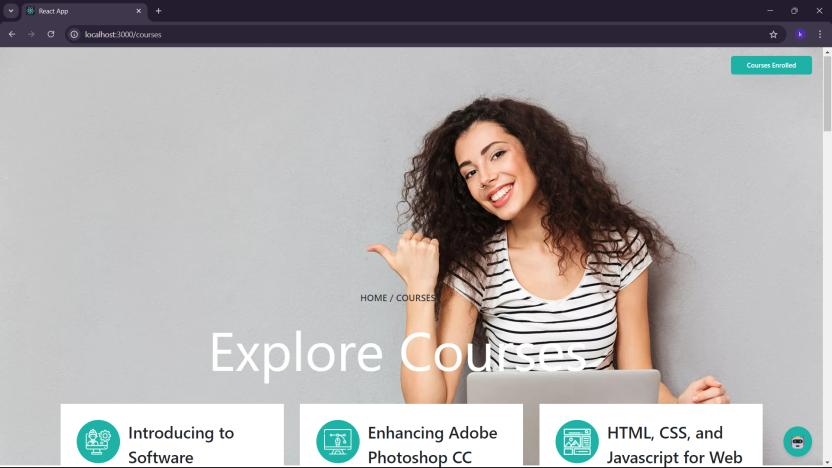 React App
localhost:3000/courses
k
Courses Enrolled
HOME / COURSES
Explore Courses
Introducing to
Software
Enhancing Adobe
Photoshop CC
HTML, CSS, and
Javascript for Web